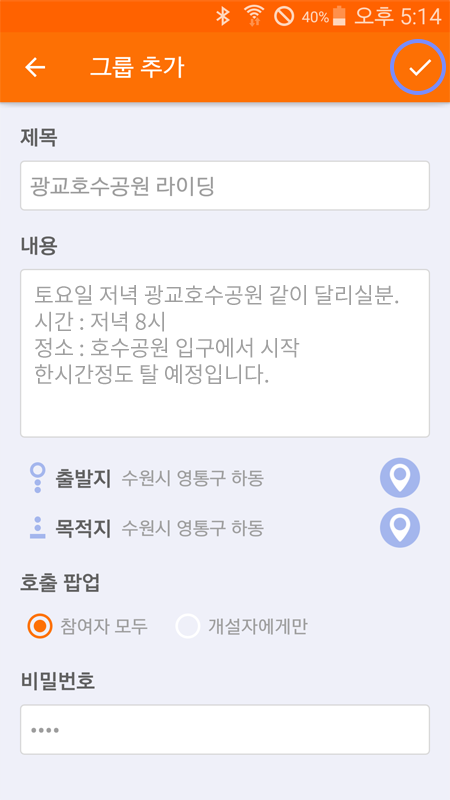 40% 오후 5:14
그룹 추가
제목
광교호수공원 라이딩
내용
토요일 저녁 광교호수공원 같이 달리실분.
시간 : 저녁 8시
정소 : 호수공원 입구에서 시작
한시간정도 탈 예정입니다.
출발지 수원시 영통구 하동
목적지 수원시 영통구 하동
호출 팝업
참여자 모두 개설자에게만
비밀번호
••••